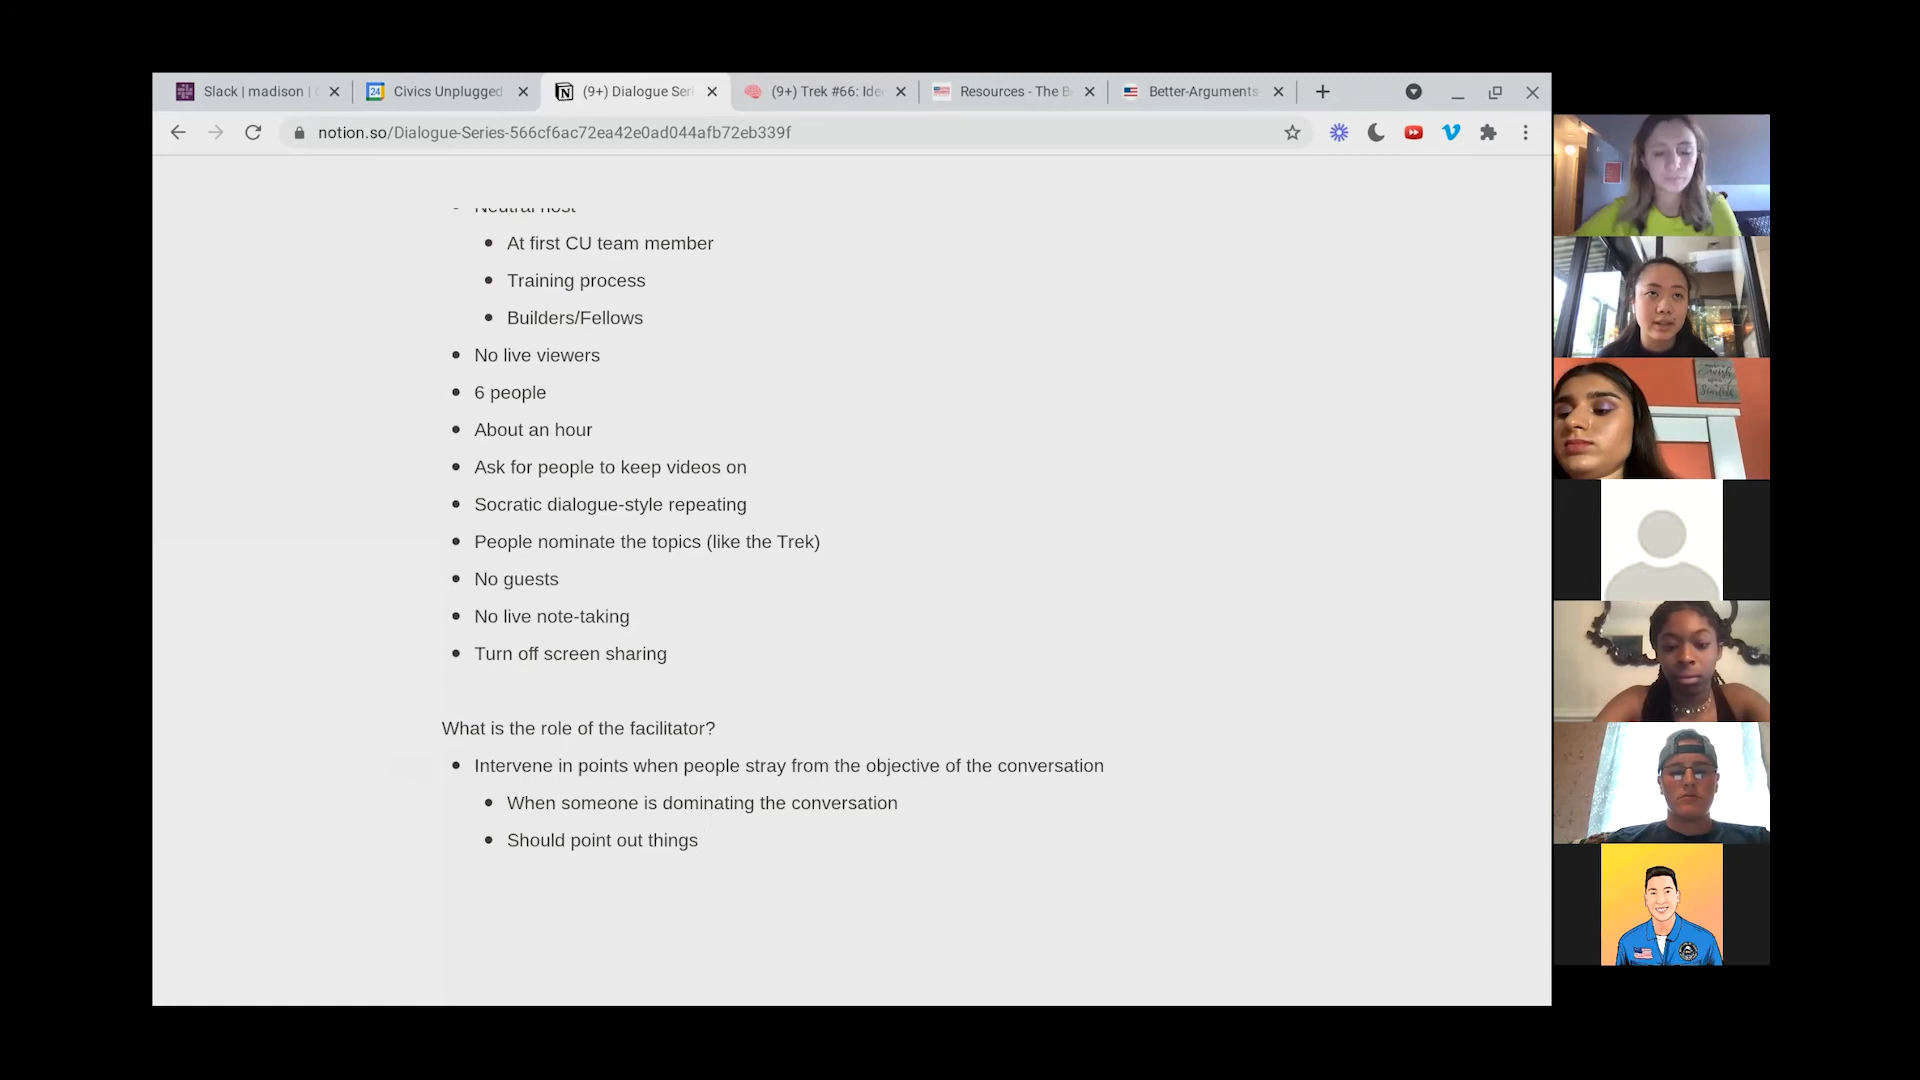 Slack | madison |
24
Civics Unplugged
(9+) Dialogue Seri
(9+) Trek #66: Ide
Resources - The B
Better-Arguments-
notion.so/Dialogue-Series-566cf6ac72ea42e0ad044afb72eb339f
Neutral host
At first CU team member
Training process
Builders/Fellows
No live viewers
6 people
About an hour
Ask for people to keep videos on
Socratic dialogue-style repeating
People nominate the topics (like the Trek)
No guests
No live note-taking
Turn off screen sharing
What is the role of the facilitator?
Intervene in points when people stray from the objective of the conversation
When someone is dominating the conversation
Should point out things